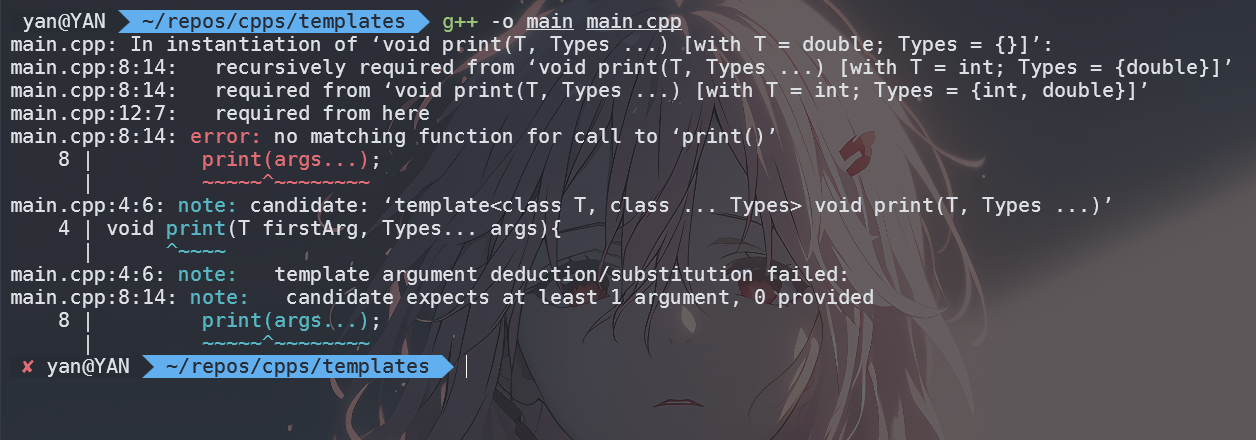 yan@YAN ~/repos/cpps/templates g++ -o main main.cpp
main.cpp: In instantiation of ‘void print(T, Types ...) [with T = double; Types = {}]’:
main.cpp:8:14:   recursively required from ‘void print(T, Types ...) [with T = int; Types = {double}]’
main.cpp:8:14:   required from ‘void print(T, Types ...) [with T = int; Types = {int, double}]’
main.cpp:12:7:   required from here
main.cpp:8:14: error: no matching function for call to ‘print()’
    8 |         print(args...);
      |         ~~~~~^~~~~~~~~
main.cpp:4:6: note: candidate: ‘template<class T, class ... Types> void print(T, Types ...)’
    4 | void print(T firstArg, Types... args){
      |      ^~~~~
main.cpp:4:6: note:   template argument deduction/substitution failed:
main.cpp:8:14: note:   candidate expects at least 1 argument, 0 provided
    8 |         print(args...);
      |         ~~~~~^~~~~~~~~
✘ yan@YAN ~/repos/cpps/templates